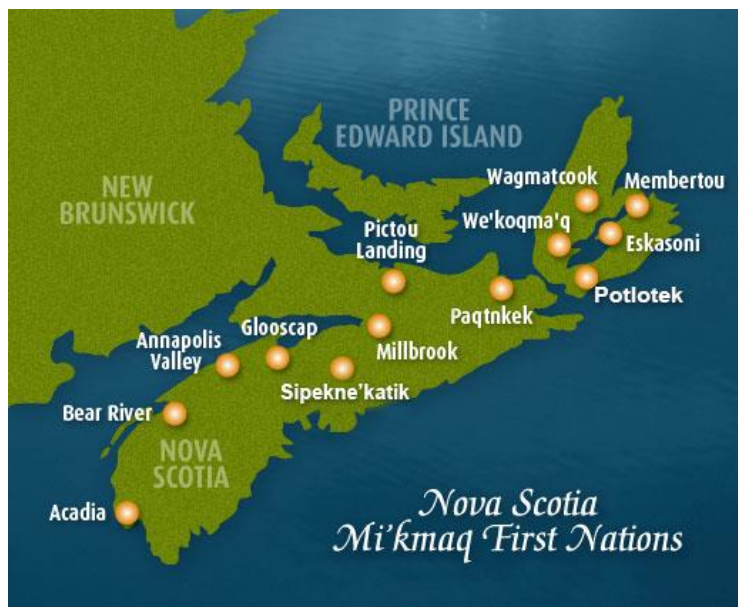 PRINCE
EDWARD ISLAND
NEW
BRUNSWICK
Wagmatcook
Membertou
We'koqma'q
Eskasoni
Pictou
Landing
Potlotek
Paqtnkek
Glooscap
Annapolis
Valley
Millbrook
Sipekne’katik
Bear River
NOVA
SCOTIA
Acadia
Nova Scotia
Mi’kmaq First Nations